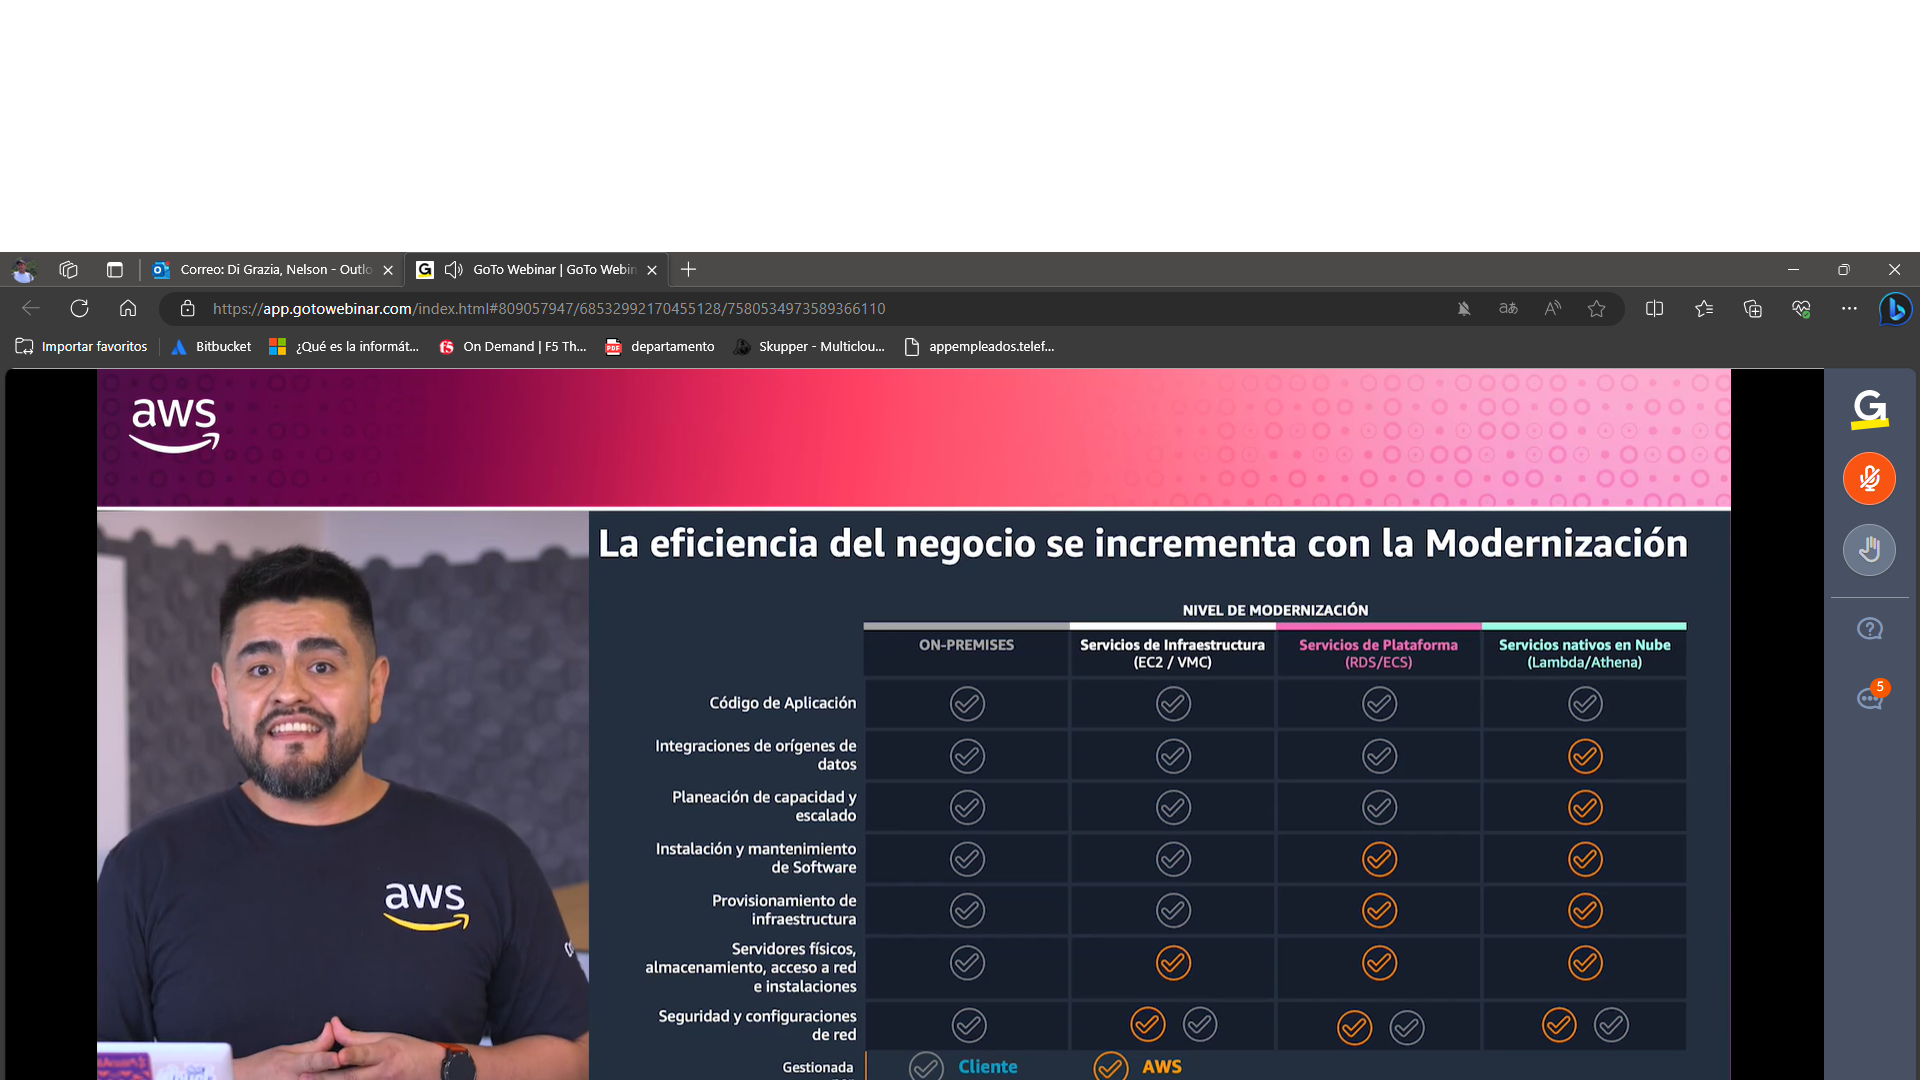 Correo: Di Grazia, Nelson - Outlo
GoTo Webinar | GoTo Webin
https://app.gotowebinar.com/index.html#809057947/68532992170455128/7580534973589366110
Importar favoritos
Bitbucket
¿Qué es la informát...
On Demand | F5 Th...
departamento
Skupper - Multiclou...
appempleados.telef...
aws
La eficiencia del negocio se incrementa con la Modernización
NIVEL DE MODERNIZACIÓN
ON-PREMISES
Servicios de Infraestructura
(EC2 / VMC)
Servicios de Plataforma
(RDS/ECS)
Servicios nativos en Nube
(Lambda/Athena)
Código de Aplicación
Integraciones de orígenes de
datos
Planeación de capacidad y
escalado
Instalación y mantenimiento
de Software
Provisionamiento de
infraestructura
Servidores físicos,
almacenamiento, acceso a red
e instalaciones
Seguridad y configuraciones
de red
Gestionada
Cliente
AWS
aws
G
5